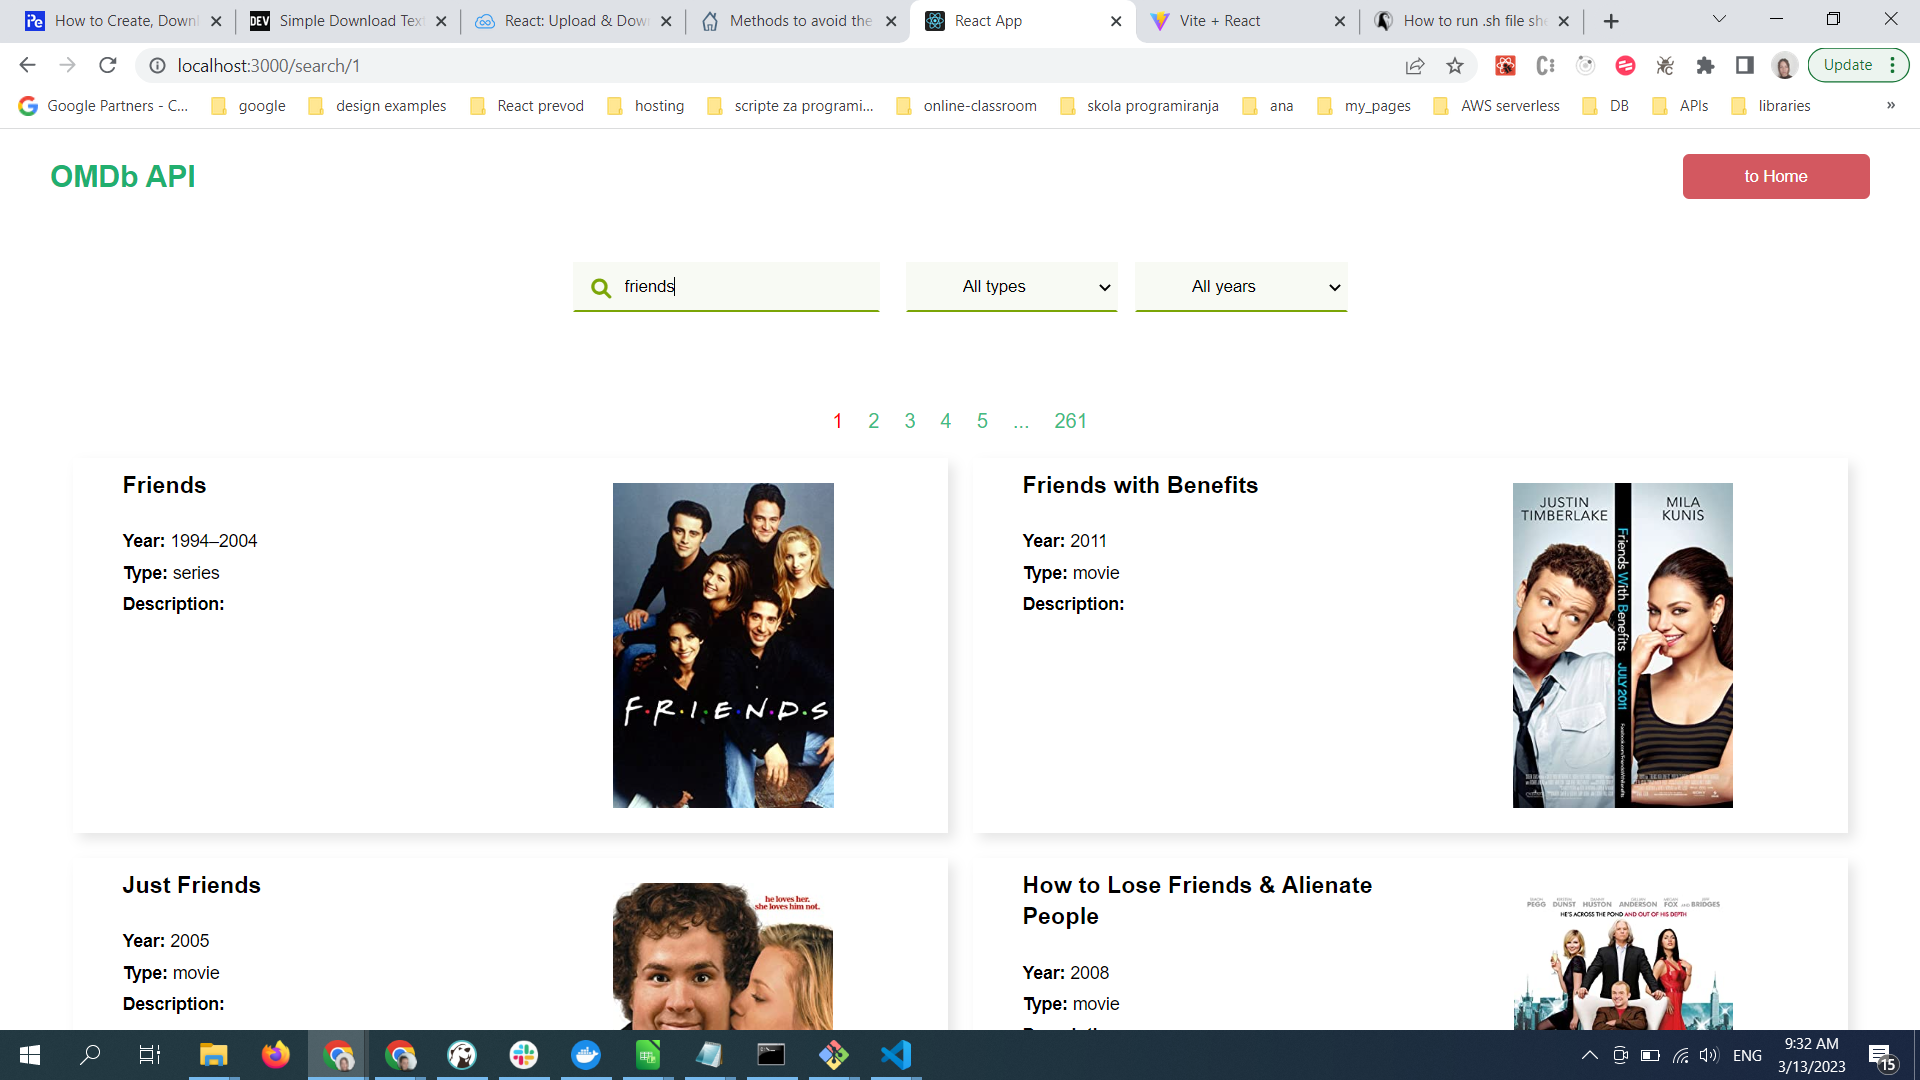 How to Create, Downl
Simple Download Text
React: Upload & Dow
Methods to avoid the
React App
Vite + React
How to run .sh file she
localhost:3000/search/1
Update
Google Partners - C...
google
design examples
React prevod
hosting
scripte za programi...
online-classroom
skola programiranja
ana
my_pages
AWS serverless
DB
APIs
libraries
»
OMDb API
to Home
friends
All types
All years
1 2 3 4 5 ... 261
Friends
Year: 1994–2004
Type: series
Description:
F·R·I·E·N·D·S
Friends with Benefits
Year: 2011
Type: movie
Description:
JUSTIN TIMBERLAKE
MILA KUNIS
Friends With Benefits JULY 2011
Just Friends
Year: 2005
Type: movie
Description:
he loves her.
she loves him not.
How to Lose Friends & Alienate
People
Year: 2008
Type: movie
PEGG DUNST HUSTON ANDERSON FOX AND BRIDGES
HE'S ACROSS THE POND AND OUT OF HIS DEPTH
ENG
9:32 AM
3/13/2023
15